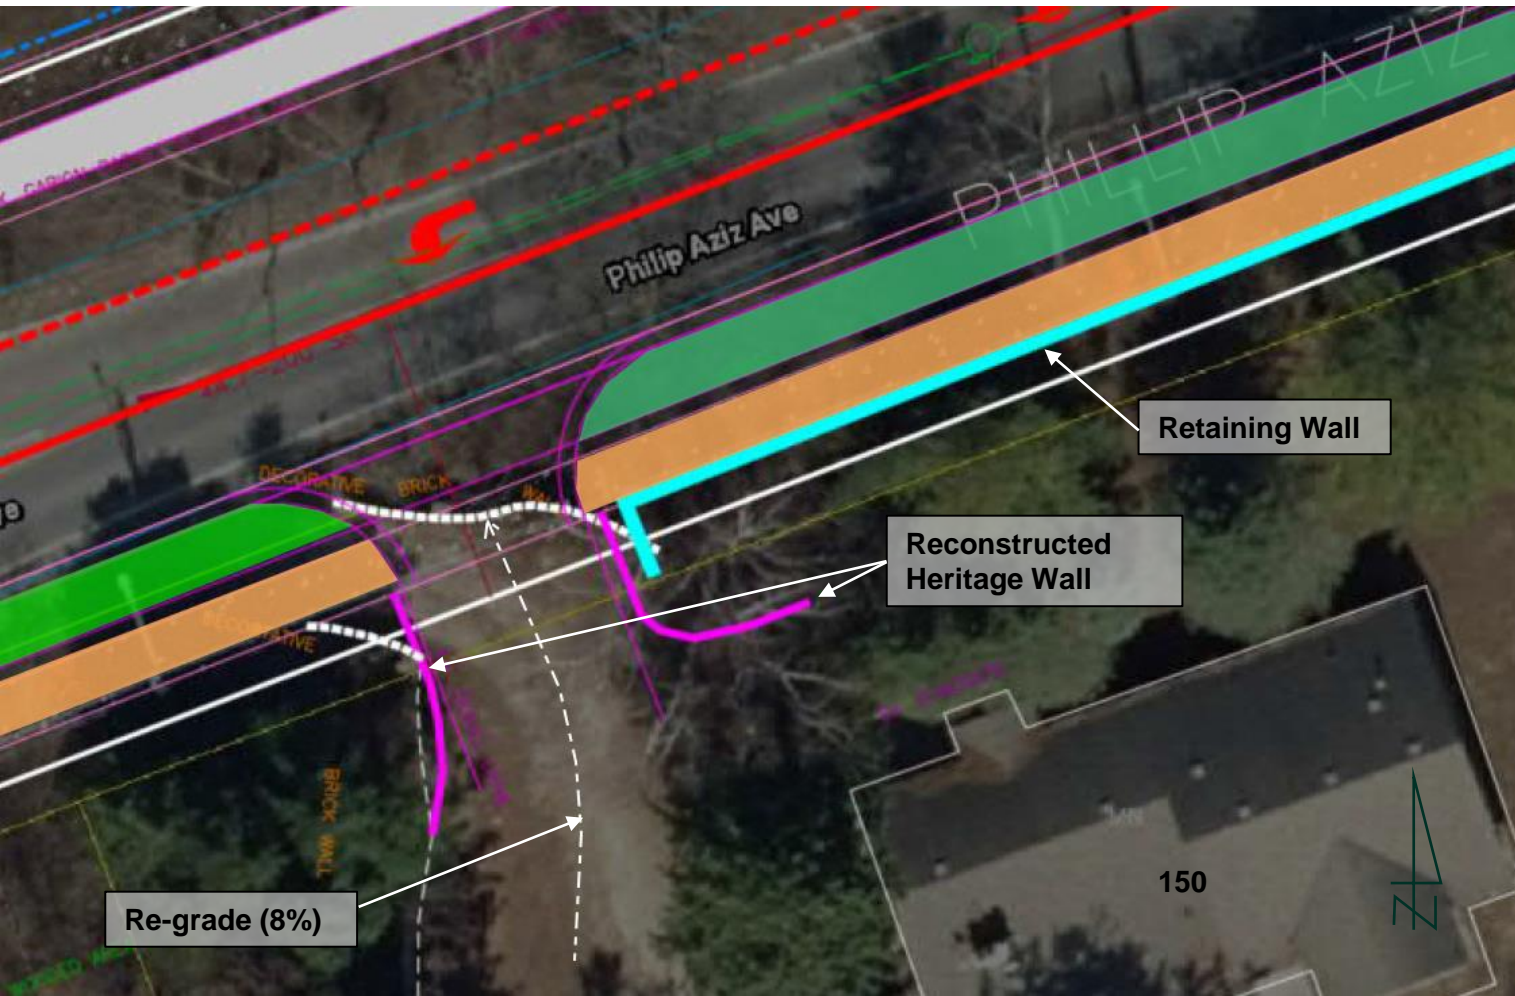 PHILLIP AZIZ
Philip Aziz Ave
Retaining Wall
DECORATIVE BRICK WALL
Reconstructed
Heritage Wall
DECORATIVE
BRICK WALL
150
Re-grade (8%)
N